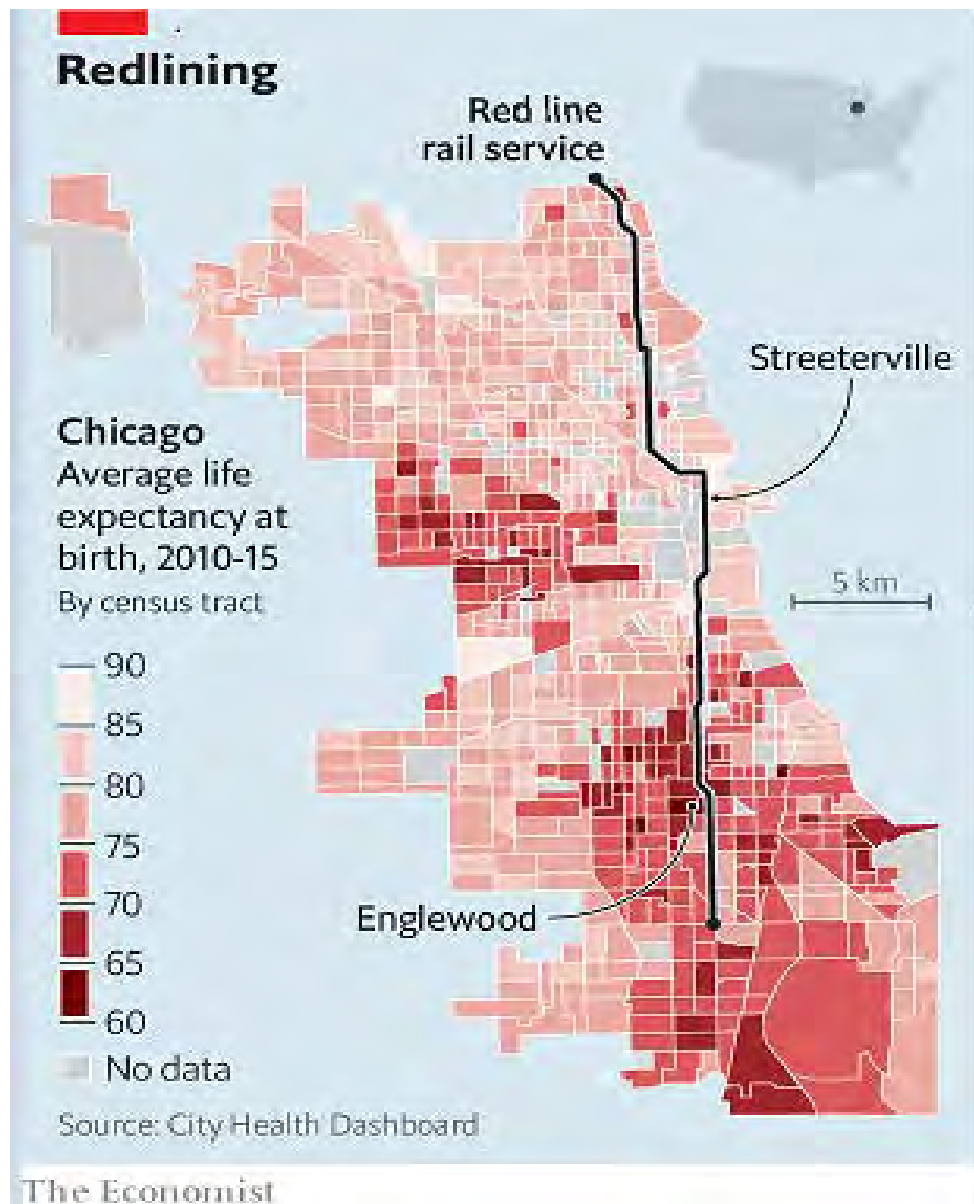 Redlining
Red line
rail service
Streeterville
Chicago
Average life
expectancy at
birth, 2010-15
By census tract
5 km
90
85
80
75
70
65
60
No data
Englewood
Source: City Health Dashboard
The Economist